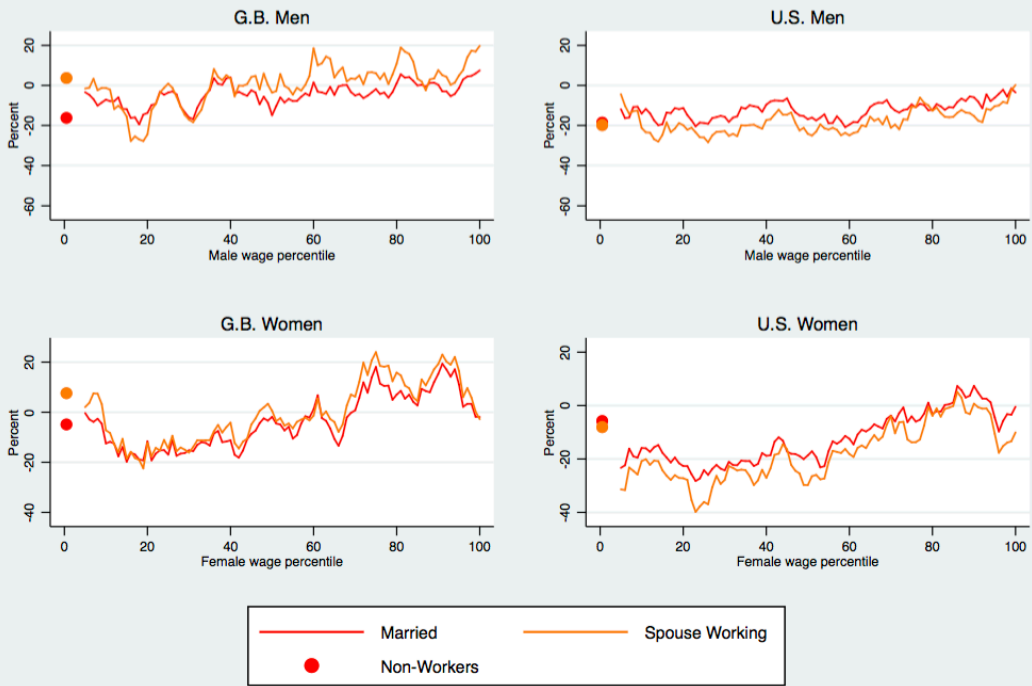 G.B. Men
U.S. Men
Percent
20
0
-20
-40
-60
0 20 40 60 80 100
Male wage percentile
Percent
20
0
-20
-40
-60
0 20 40 60 80 100
Male wage percentile
G.B. Women
U.S. Women
Percent
20
0
-20
-40
0 20 40 60 80 100
Female wage percentile
Percent
20
0
-20
-40
0 20 40 60 80 100
Female wage percentile
Married
Spouse Working
Non-Workers